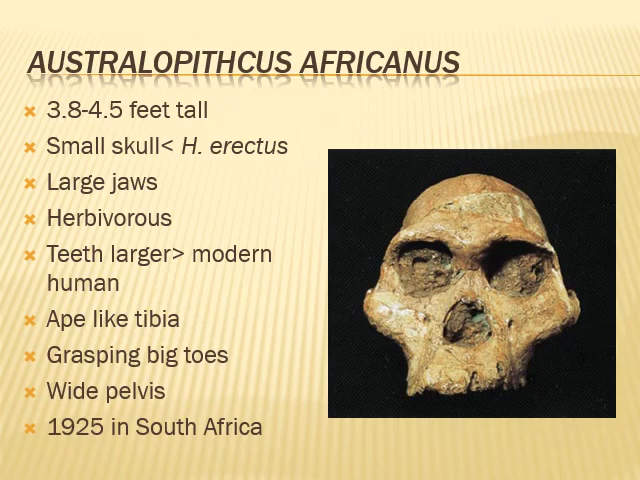 AUSTRALOPITHCUS AFRICANUS
3.8-4.5 feet tall
Small skull< H. erectus
Large jaws
Herbivorous
Teeth larger> modern
human
Ape like tibia
Grasping big toes
Wide pelvis
1925 in South Africa